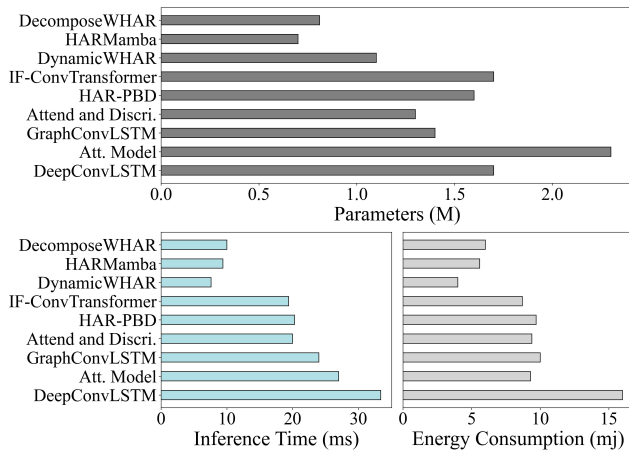 DecomposeWHAR
HARMamba
DynamicWHAR
IF-ConvTransformer
HAR-PBD
Attend and Discri.
GraphConvLSTM
Att. Model
DeepConvLSTM
0.0 0.5 1.0 1.5 2.0
Parameters (M)
DecomposeWHAR
HARMamba
DynamicWHAR
IF-ConvTransformer
HAR-PBD
Attend and Discri.
GraphConvLSTM
Att. Model
DeepConvLSTM
0 10 20 30 0 5 10 15
Inference Time (ms) Energy Consumption (mj)